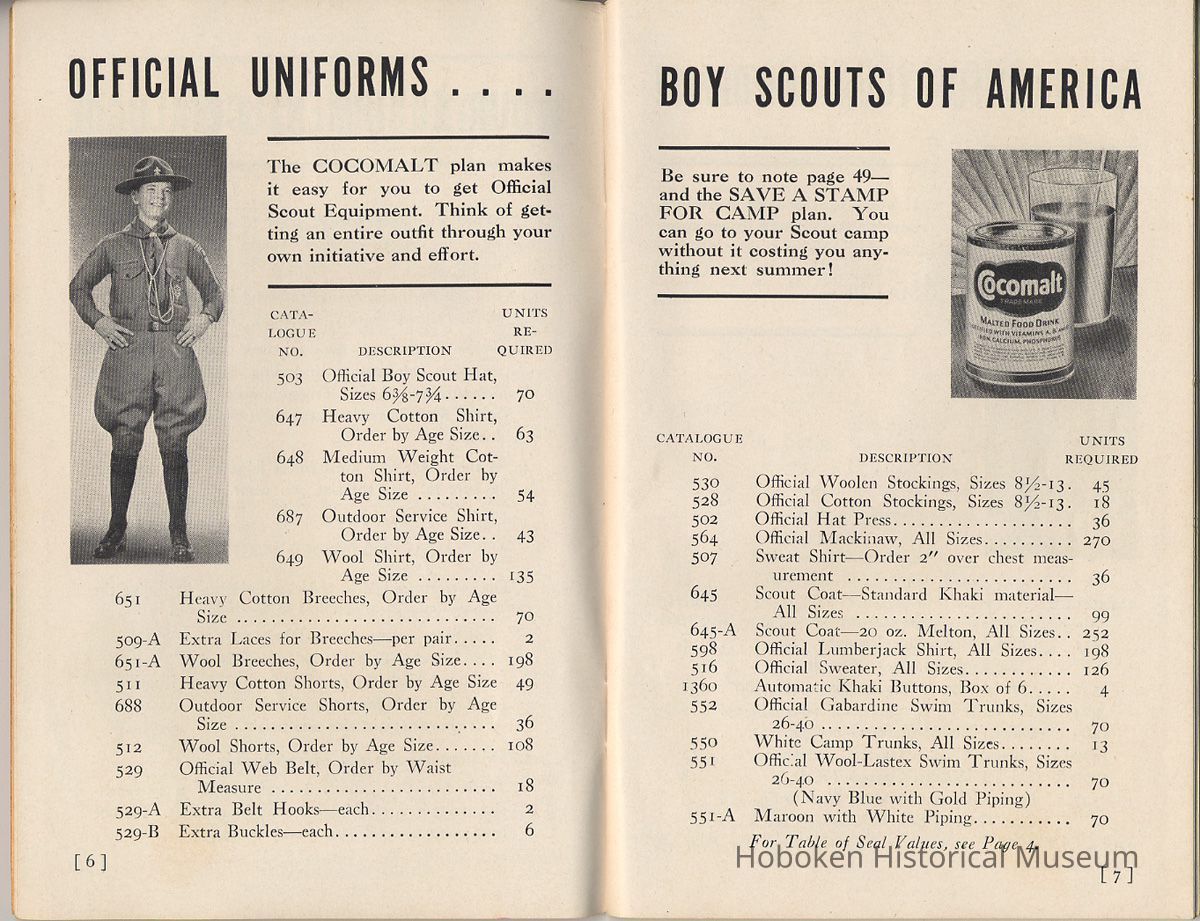 OFFICIAL UNIFORMS . . . .
The COCOMALT plan makes
it easy for you to get Official
Scout Equipment. Think of get-
ting an entire outfit through your
own initiative and effort.
CATA-
LOGUE
NO.
DESCRIPTION
UNITS
RE-
QUIRED
503 Official Boy Scout Hat,
Sizes 6⅜-7¾...... 70
647 Heavy Cotton Shirt,
Order by Age Size.. 63
648 Medium Weight Cot-
ton Shirt, Order by
Age Size ......... 54
687 Outdoor Service Shirt,
Order by Age Size.. 43
649 Wool Shirt, Order by
Age Size ......... 135
651 Heavy Cotton Breeches, Order by Age
Size .............................. 70
509-A Extra Laces for Breeches—per pair..... 2
651-A Wool Breeches, Order by Age Size.... 198
511 Heavy Cotton Shorts, Order by Age Size 49
688 Outdoor Service Shorts, Order by Age
Size .............................. 36
512 Wool Shorts, Order by Age Size....... 108
529 Official Web Belt, Order by Waist
Measure .......................... 18
529-A Extra Belt Hooks—each............... 2
529-B Extra Buckles—each.................. 6
[ 6 ]
BOY SCOUTS OF AMERICA
Be sure to note page 49—
and the SAVE A STAMP
FOR CAMP plan. You
can go to your Scout camp
without it costing you any-
thing next summer!
Cocomalt
TRADE MARK
MALTED FOOD DRINK
CATALOGUE
NO.
DESCRIPTION
UNITS
REQUIRED
530 Official Woolen Stockings, Sizes 8½-13. 45
528 Official Cotton Stockings, Sizes 8½-13. 18
502 Official Hat Press.................... 36
564 Official Mackinaw, All Sizes.......... 270
507 Sweat Shirt—Order 2″ over chest meas-
urement .......................... 36
645 Scout Coat—Standard Khaki material—
All Sizes ......................... 99
645-A Scout Coat—20 oz. Melton, All Sizes.. 252
598 Official Lumberjack Shirt, All Sizes.... 198
516 Official Sweater, All Sizes............ 126
1360 Automatic Khaki Buttons, Box of 6..... 4
552 Official Gabardine Swim Trunks, Sizes
26-40 ............................ 70
550 White Camp Trunks, All Sizes........ 13
551 Official Wool-Lastex Swim Trunks, Sizes
26-40 ............................ 70
(Navy Blue with Gold Piping)
551-A Maroon with White Piping........... 70
For Table of Seal Values, see Page 4.
Hoboken Historical Museum
[ 7 ]